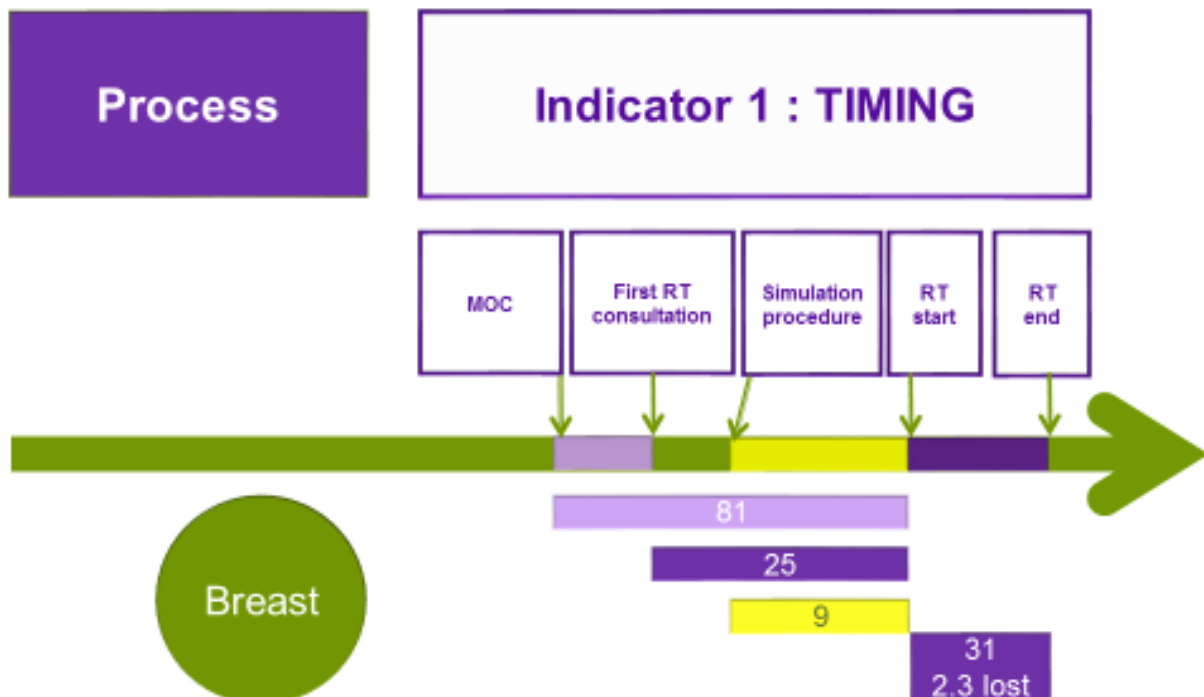 Process
Indicator 1 : TIMING
MOC
First RT
consultation
Simulation
procedure
RT
start
RT
end
81
25
9
31
2,3 lost
Breast